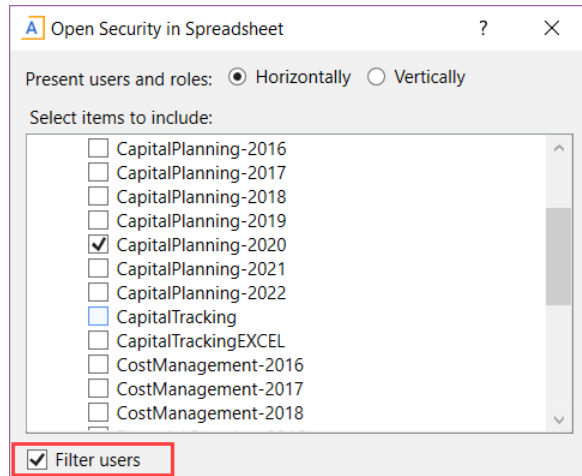 A Open Security in Spreadsheet ?
Present users and roles: Horizontally Vertically
Select items to include:
CapitalPlanning-2016
CapitalPlanning-2017
CapitalPlanning-2018
CapitalPlanning-2019
CapitalPlanning-2020
CapitalPlanning-2021
CapitalPlanning-2022
CapitalTracking
CapitalTrackingEXCEL
CostManagement-2016
CostManagement-2017
CostManagement-2018
Filter users